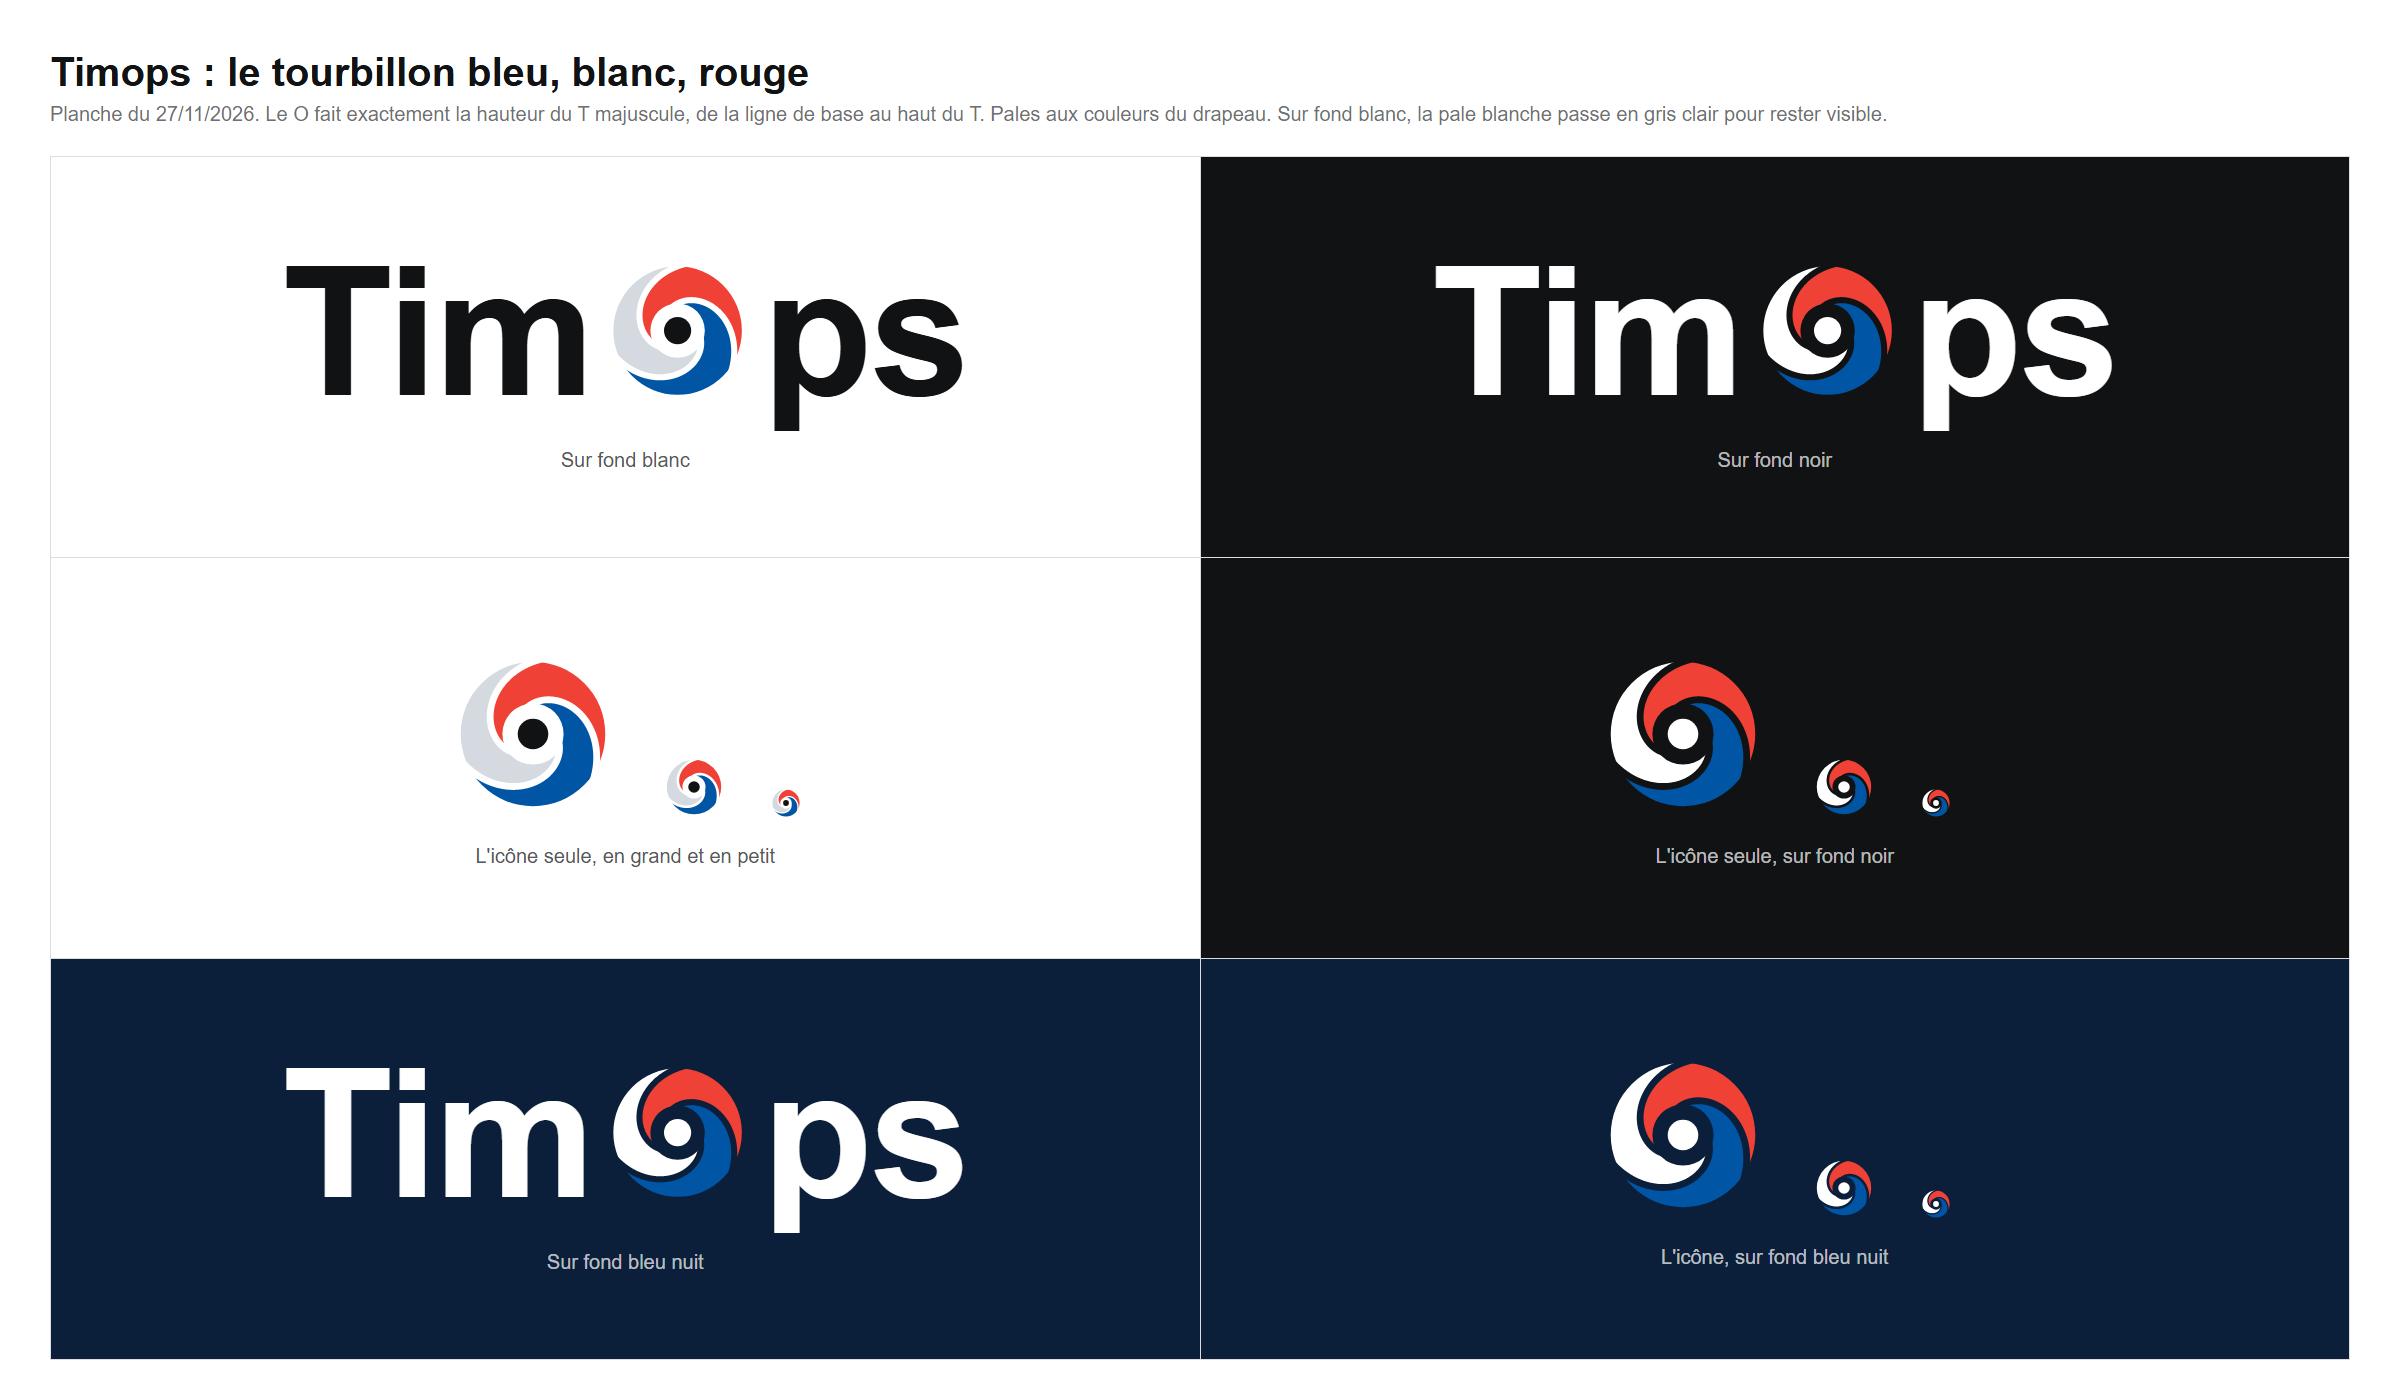 Timops : le tourbillon bleu, blanc, rouge
Planche du 27/11/2026. Le O fait exactement la hauteur du T majuscule, de la ligne de base au haut du T. Pales aux couleurs du drapeau. Sur fond blanc, la pale blanche passe en gris clair pour rester visible.
Timops
Timops
Sur fond blanc
Sur fond noir
L'icône seule, en grand et en petit
L'icône seule, sur fond noir
Timops
Sur fond bleu nuit
L'icône, sur fond bleu nuit